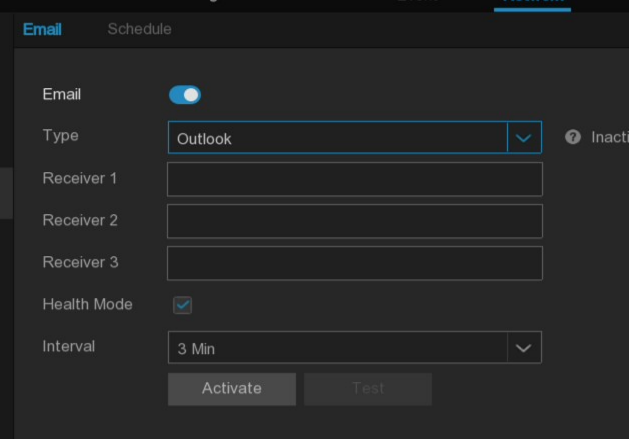 Email Schedule
Email
Type Outlook Inacti
Receiver 1
Receiver 2
Receiver 3
Health Mode
Interval 3 Min
Activate Test